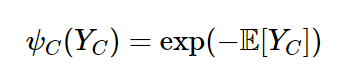 ψ_C(Y_C) = exp(−𝔼[Y_C])